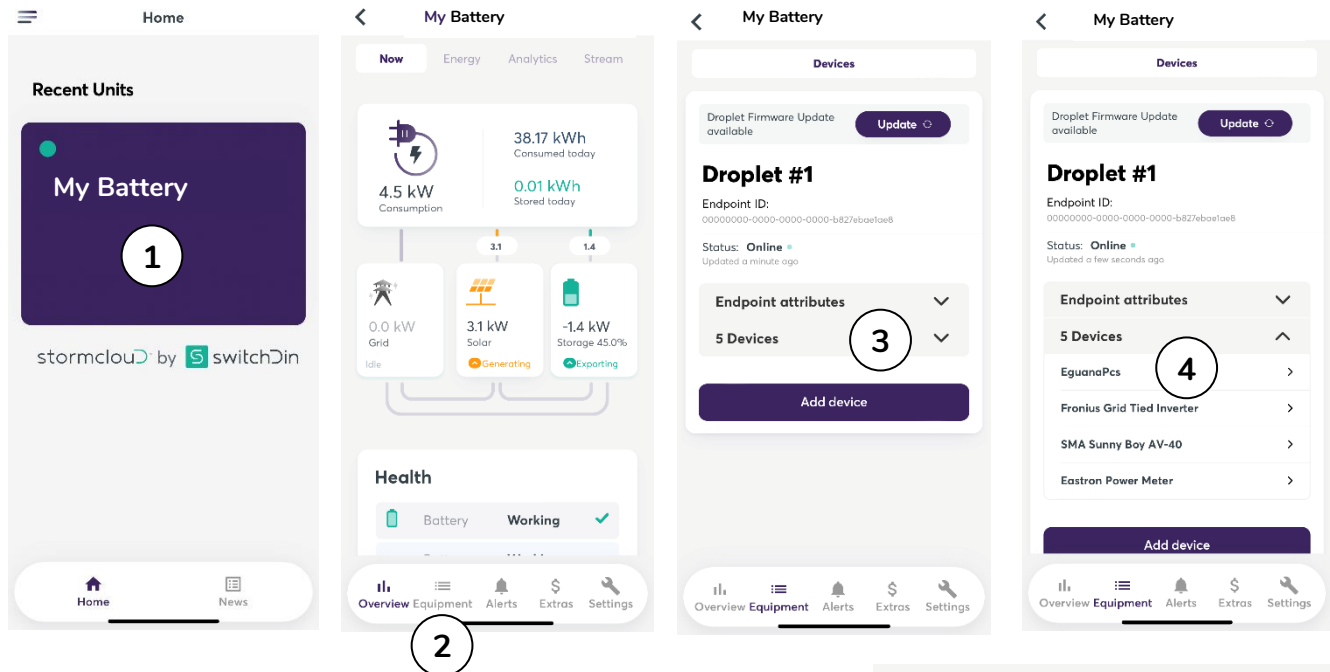 Home
Recent Units
My Battery
1
stormclouD by S switchDin
Home
News
My Battery
Now
Energy
Analytics
Stream
4.5 kW
Consumption
38.17 kWh
Consumed today
0.01 kWh
Stored today
3.1
1.4
0.0 kW
Grid
Idle
3.1 kW
Solar
Generating
-1.4 kW
Storage 45.0%
Exporting
Health
Battery
Working
Overview
Equipment
Alerts
Extras
Settings
2
My Battery
Devices
Droplet Firmware Update
available
Update
Droplet #1
Endpoint ID:
00000000-0000-0000-0000-b827ebae1ae8
Status: Online
Updated a minute ago
Endpoint attributes
5 Devices
3
Add device
Overview
Equipment
Alerts
Extras
Settings
My Battery
Devices
Droplet Firmware Update
available
Update
Droplet #1
Endpoint ID:
00000000-0000-0000-0000-b827ebae1ae8
Status: Online
Updated a few seconds ago
Endpoint attributes
5 Devices
EguanaPcs
4
Fronius Grid Tied Inverter
SMA Sunny Boy AV-40
Eastron Power Meter
Add device
Overview
Equipment
Alerts
Extras
Settings